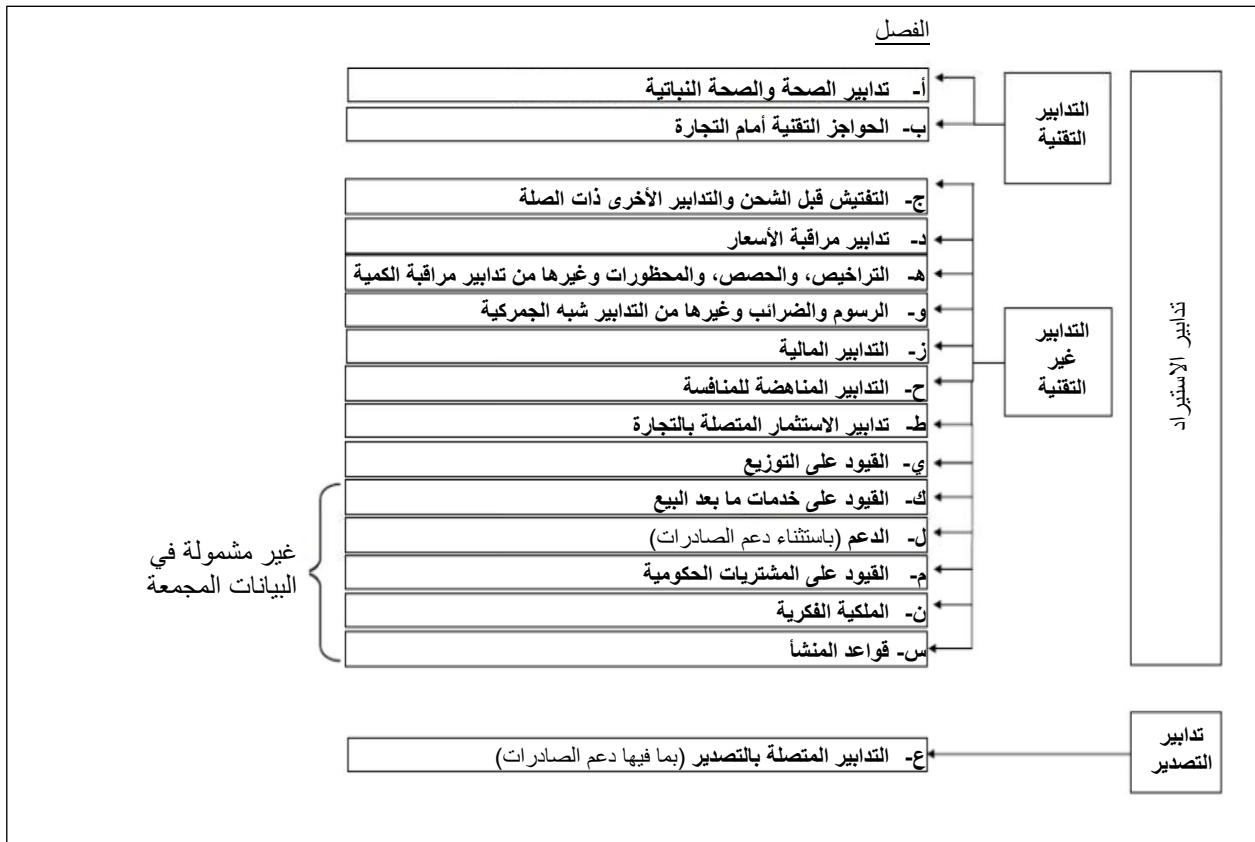 الفصل
تدابير الاستيراد
التدابير
التقنية
أ- تدابير الصحة والصحة النباتية
ب- الحواجز التقنية أمام التجارة
التدابير
غير
التقنية
ج- التفتيش قبل الشحن والتدابير الأخرى ذات الصلة
د- تدابير مراقبة الأسعار
ه- التراخيص، والحصص، والمحظورات وغيرها من تدابير مراقبة الكمية
و- الرسوم والضرائب وغيرها من التدابير شبه الجمركية
ز- التدابير المالية
ح- التدابير المناهضة للمنافسة
ط- تدابير الاستثمار المتصلة بالتجارة
ي- القيود على التوزيع
ك- القيود على خدمات ما بعد البيع
ل- الدعم (باستثناء دعم الصادرات)
م- القيود على المشتريات الحكومية
ن- الملكية الفكرية
س- قواعد المنشأ
غير مشمولة في
البيانات المجمعة
تدابير
التصدير
ع- التدابير المتصلة بالتصدير (بما فيها دعم الصادرات)